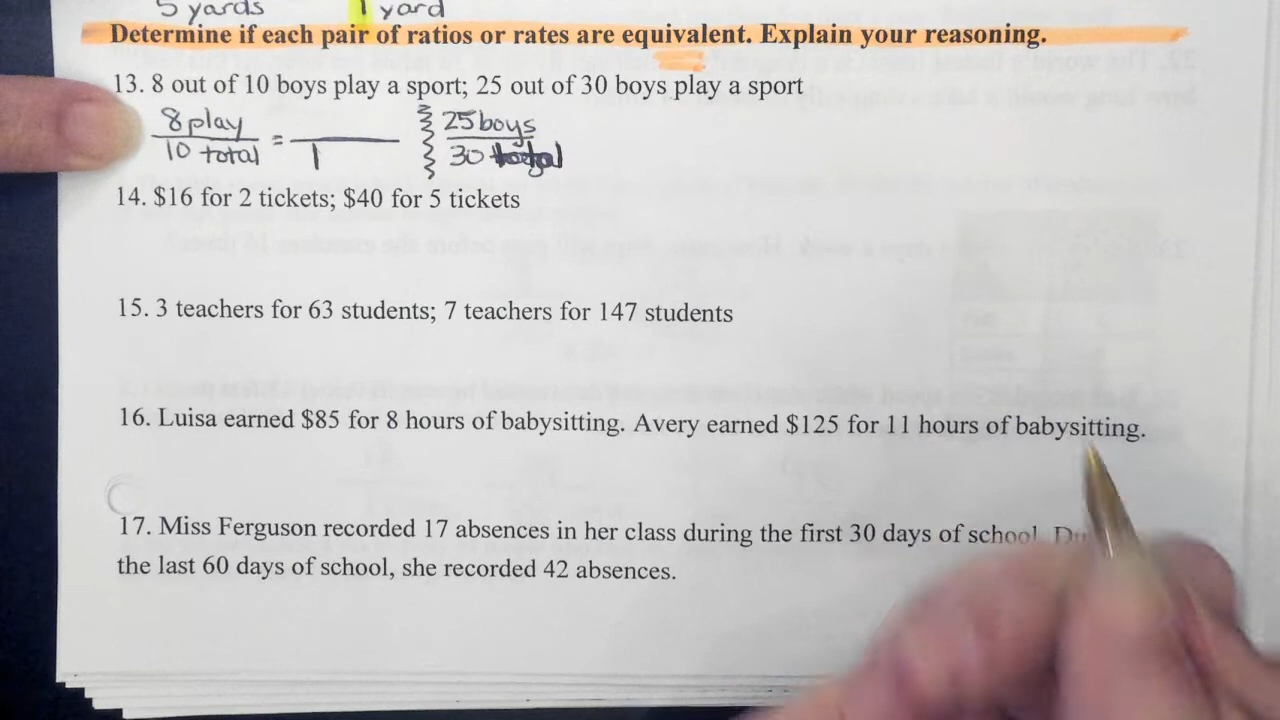 5 yards 1 yard
Determine if each pair of ratios or rates are equivalent. Explain your reasoning.
13. 8 out of 10 boys play a sport; 25 out of 30 boys play a sport
8 play 25 boys
10 total = 1 30 total
14. $16 for 2 tickets; $40 for 5 tickets
15. 3 teachers for 63 students; 7 teachers for 147 students
16. Luisa earned $85 for 8 hours of babysitting. Avery earned $125 for 11 hours of babysitting.
17. Miss Ferguson recorded 17 absences in her class during the first 30 days of school.
the last 60 days of school, she recorded 42 absences.